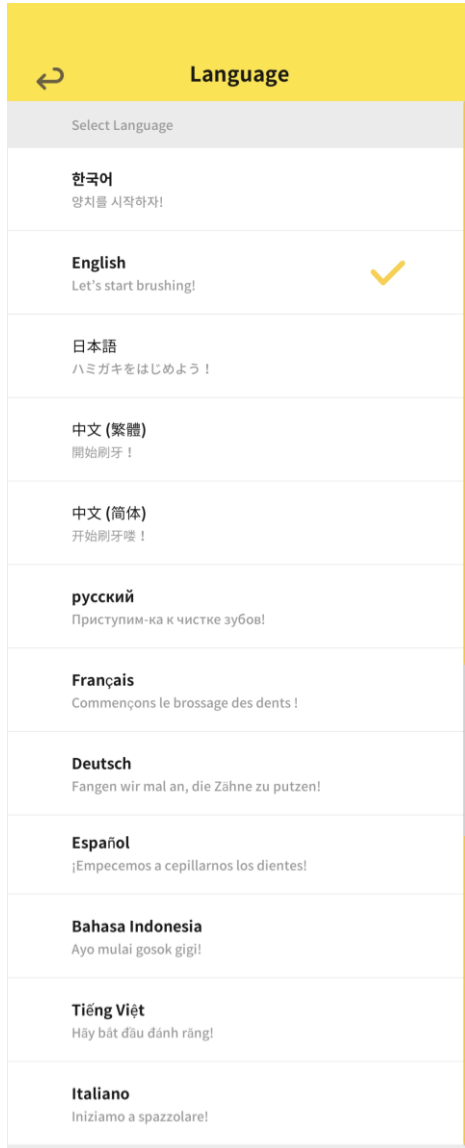 Language
Select Language
한국어
양치를 시작하자!
English
Let's start brushing!
日本語
ハミガキをはじめよう！
中文 (繁體)
開始刷牙！
中文 (简体)
开始刷牙喽！
русский
Приступим-ка к чистке зубов!
Français
Commençons le brossage des dents !
Deutsch
Fangen wir mal an, die Zähne zu putzen!
Español
¡Empecemos a cepillarnos los dientes!
Bahasa Indonesia
Ayo mulai gosok gigi!
Tiếng Việt
Hãy bắt đầu đánh răng!
Italiano
Iniziamo a spazzolare!